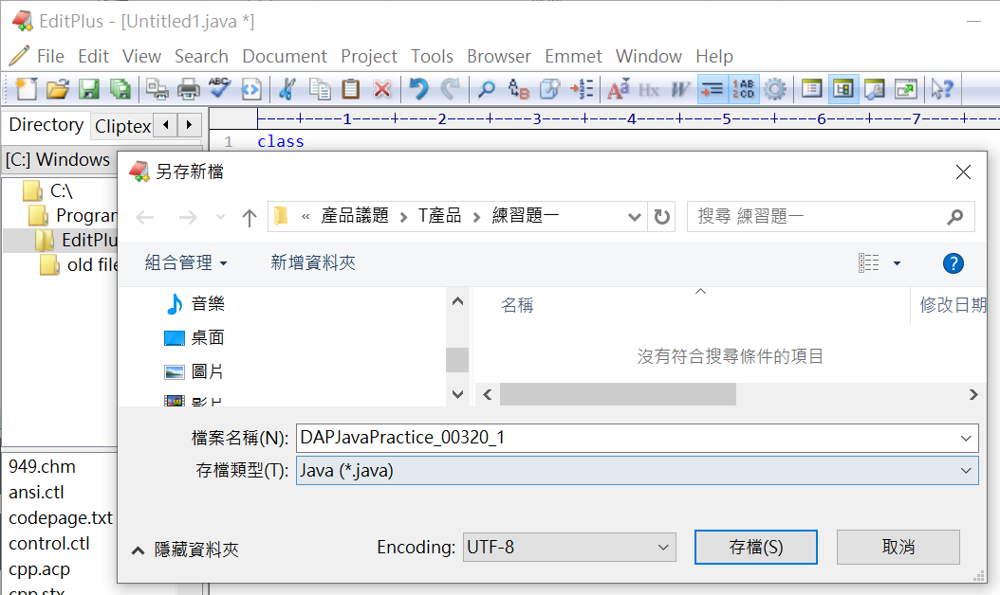 EditPlus - [Untitled1.java *]
File Edit View Search Document Project Tools Browser Emmet Window Help
Directory Cliptex
----+----1----+----2----+----3----+----4----+----5----+----6----+----7----+---
1 class
[C:] Windows
C:\
Program
EditPlu
old file
949.chm
ansi.ctl
codepage.txt
control.ctl
cpp.acp
cpp.stx
另存新檔
« 產品議題 › T產品 › 練習題一
搜尋 練習題一
組合管理 新增資料夾
音樂
桌面
圖片
影片
名稱 修改日期
沒有符合搜尋條件的項目
檔案名稱(N): DAPJavaPractice_00320_1
存檔類型(T): Java (*.java)
隱藏資料夾 Encoding: UTF-8 存檔(S) 取消